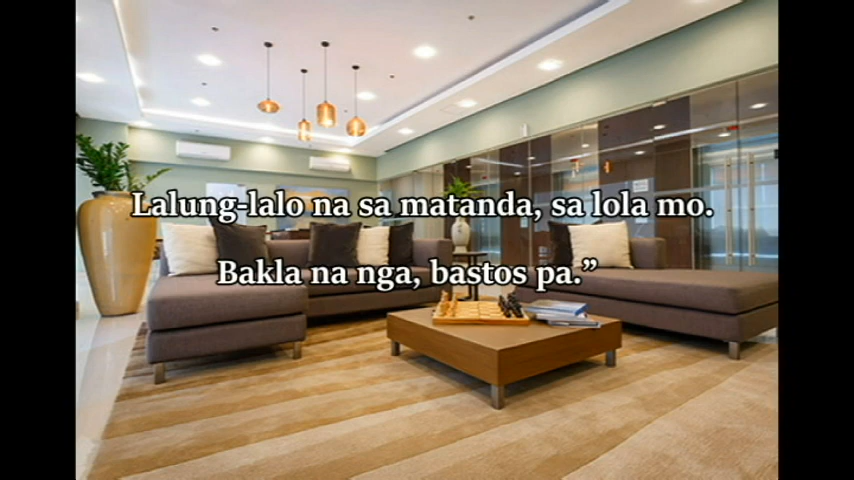 Lalung-lalo na sa matanda, sa lola mo.
Bakla na nga, bastos pa.”